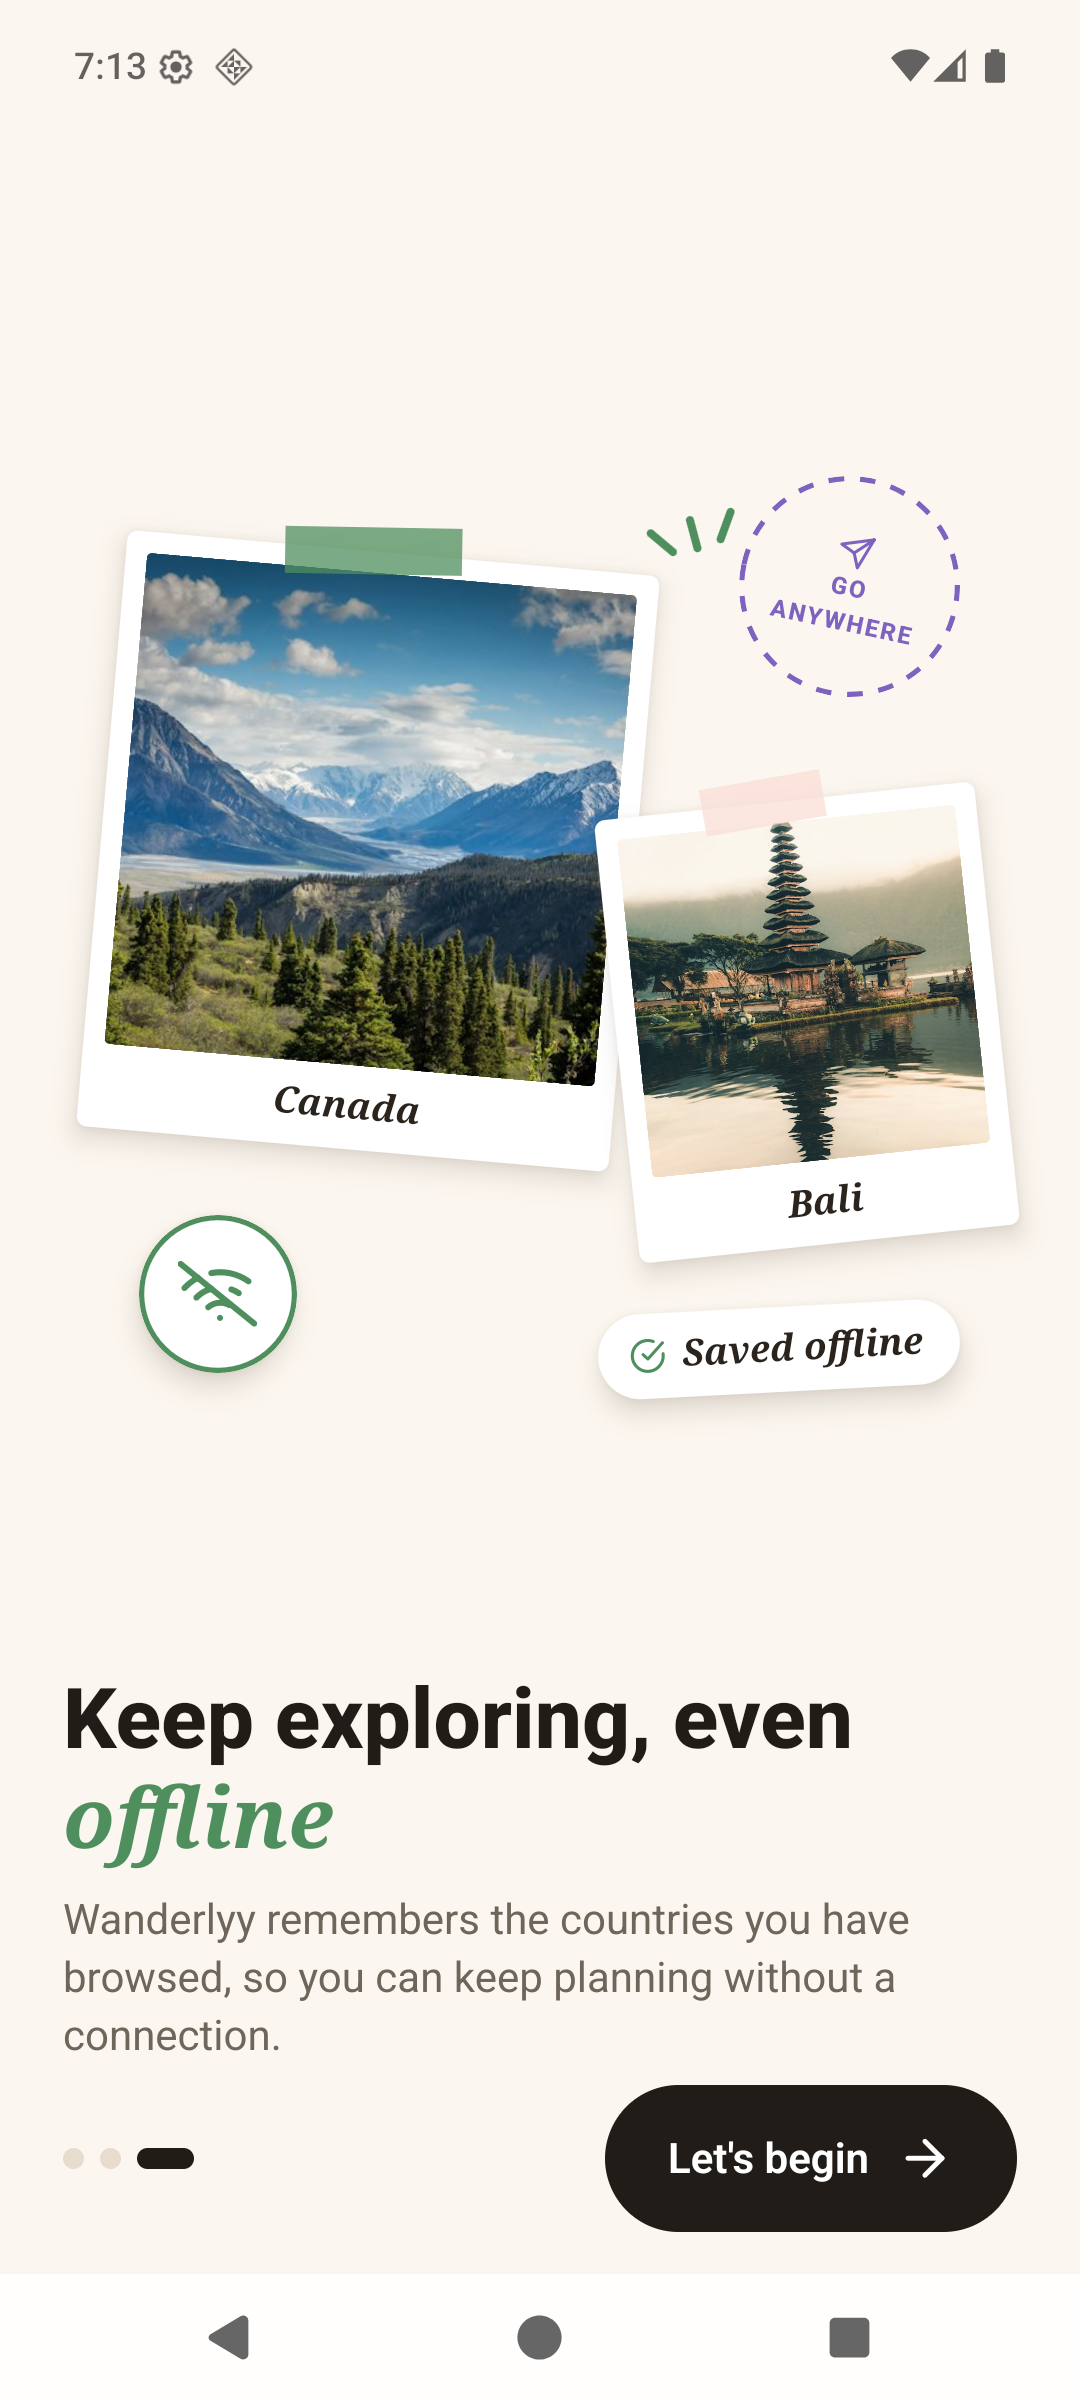 7:13
GO
ANYWHERE
Canada
Bali
Saved offline
Keep exploring, even
offline
Wanderlyy remembers the countries you have
browsed, so you can keep planning without a
connection.
Let's begin